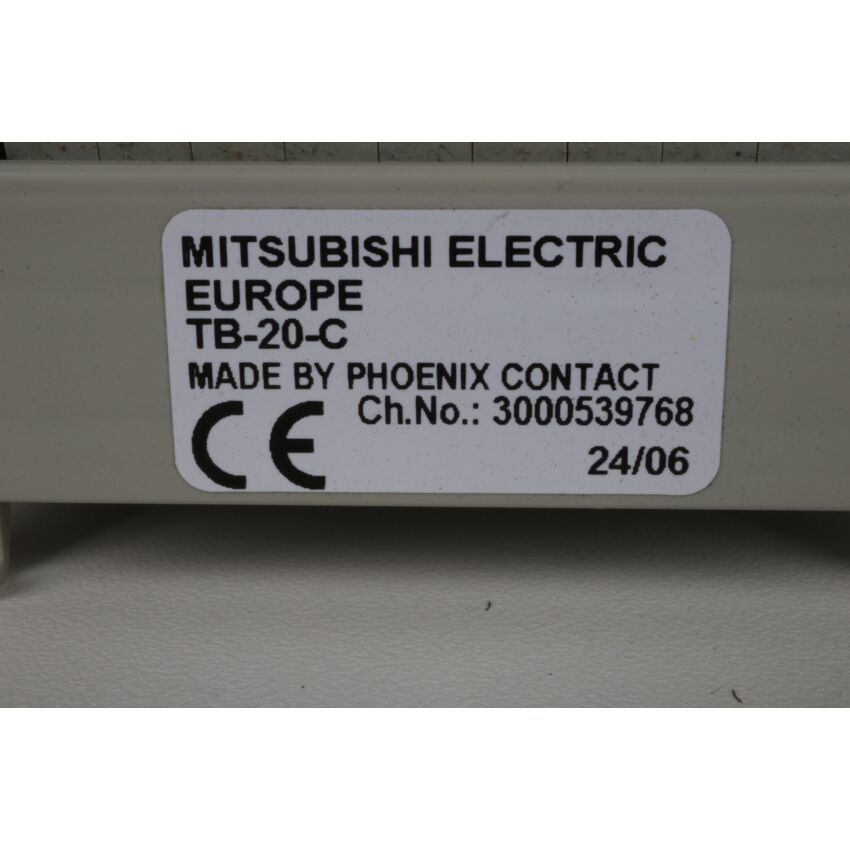 MITSUBISHI ELECTRIC
EUROPE
TB-20-C
MADE BY PHOENIX CONTACT
CE Ch.No.: 3000539768
24/06